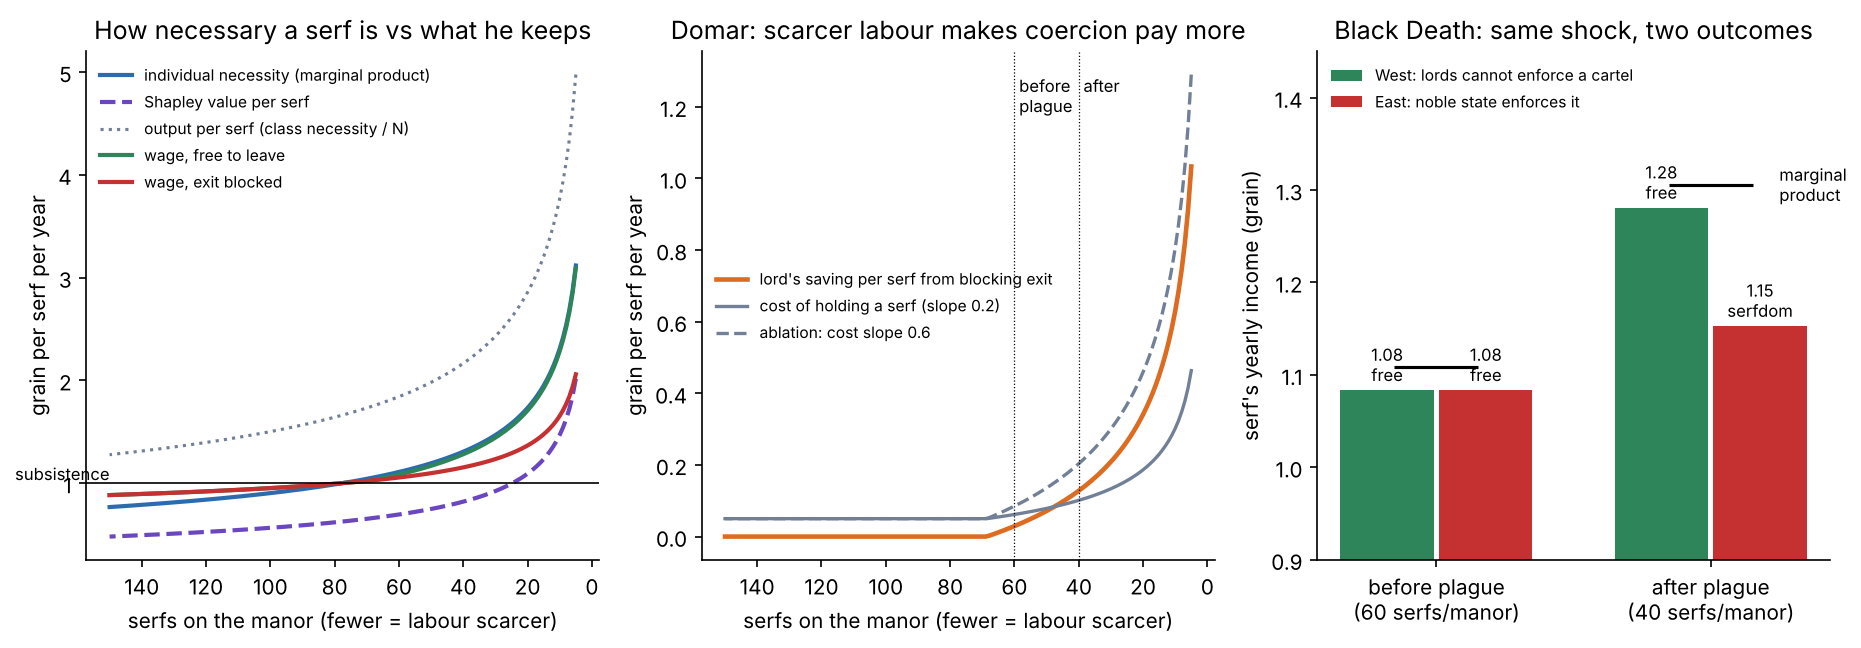 How necessary a serf is vs what he keeps
individual necessity (marginal product)
Shapley value per serf
output per serf (class necessity / N)
wage, free to leave
wage, exit blocked
grain per serf per year
5
4
3
2
1
subsistence
140 120 100 80 60 40 20 0
serfs on the manor (fewer = labour scarcer)
Domar: scarcer labour makes coercion pay more
before
plague
after
lord's saving per serf from blocking exit
cost of holding a serf (slope 0.2)
ablation: cost slope 0.6
grain per serf per year
1.2
1.0
0.8
0.6
0.4
0.2
0.0
140 120 100 80 60 40 20 0
serfs on the manor (fewer = labour scarcer)
Black Death: same shock, two outcomes
West: lords cannot enforce a cartel
East: noble state enforces it
serf's yearly income (grain)
1.4
1.3
1.2
1.1
1.0
0.9
1.08
free
1.08
free
1.28
free
1.15
serfdom
marginal
product
before plague
(60 serfs/manor)
after plague
(40 serfs/manor)